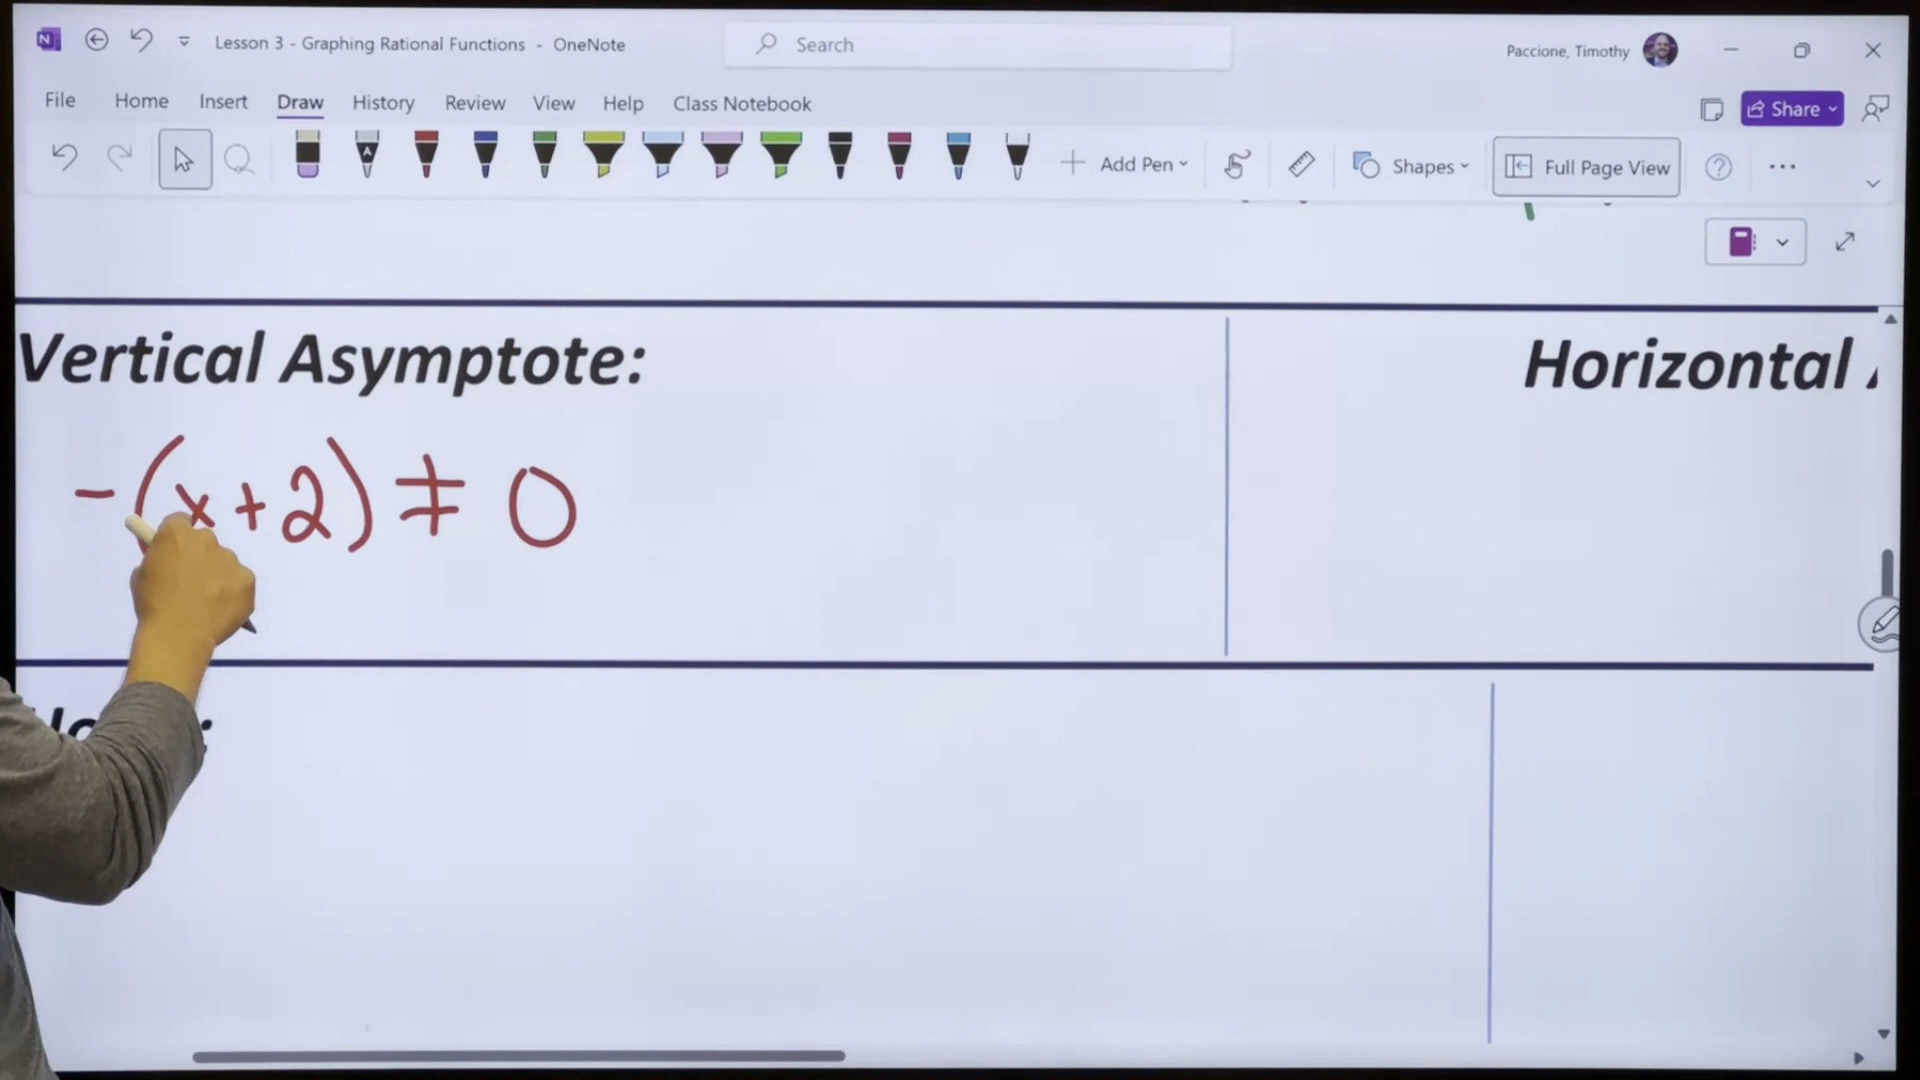 Lesson 3 - Graphing Rational Functions - OneNote
Search
Paccione, Timothy
File Home Insert Draw History Review View Help Class Notebook
Share
Add Pen
Shapes
Full Page View
Vertical Asymptote:
Horizontal
-(x+2) ≠ 0